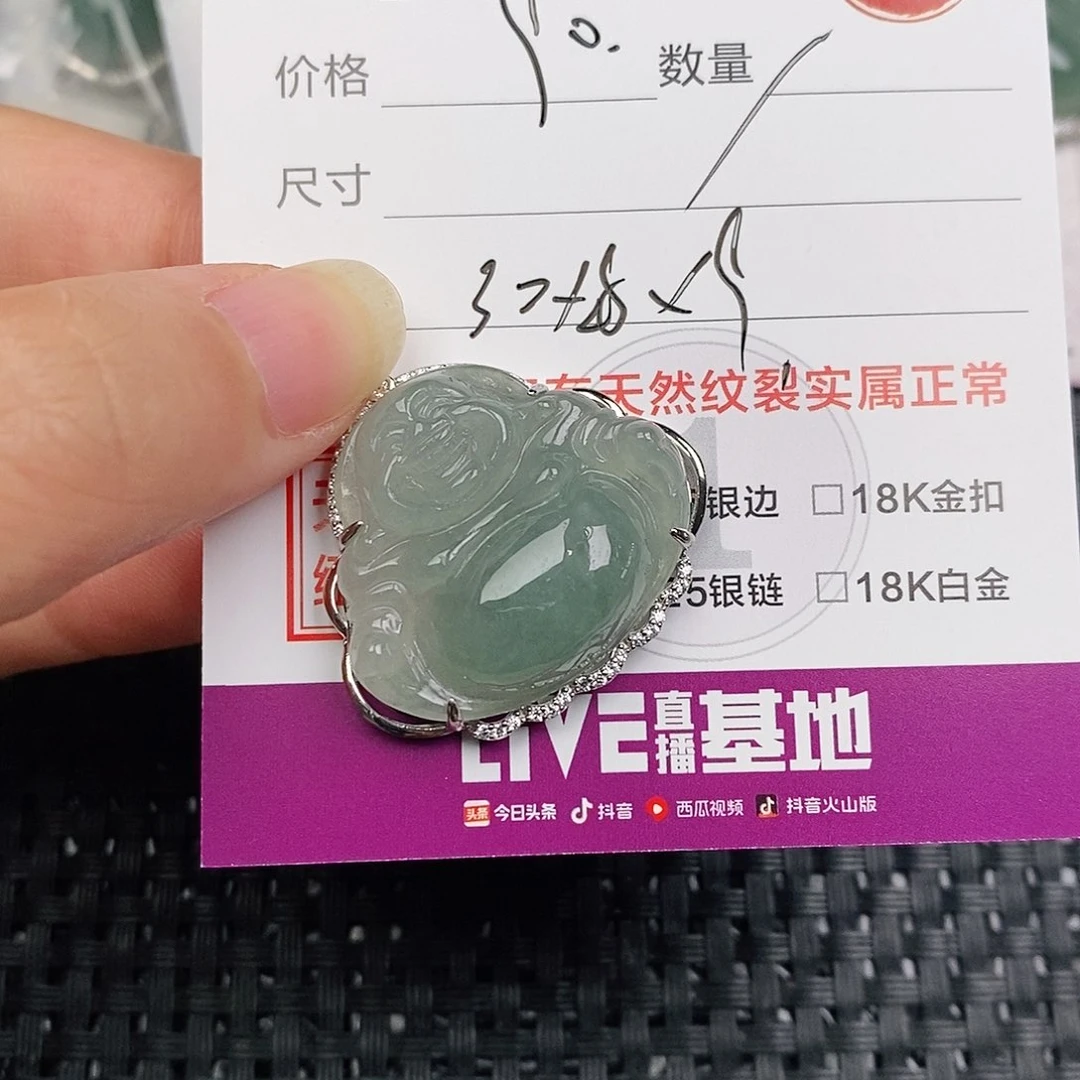 价格 数量
尺寸
天然纹裂实属正常
银边 □18K金扣
5银链 □18K白金
LIVE直播基地
头条 今日头条 抖音 西瓜视频 抖音火山版